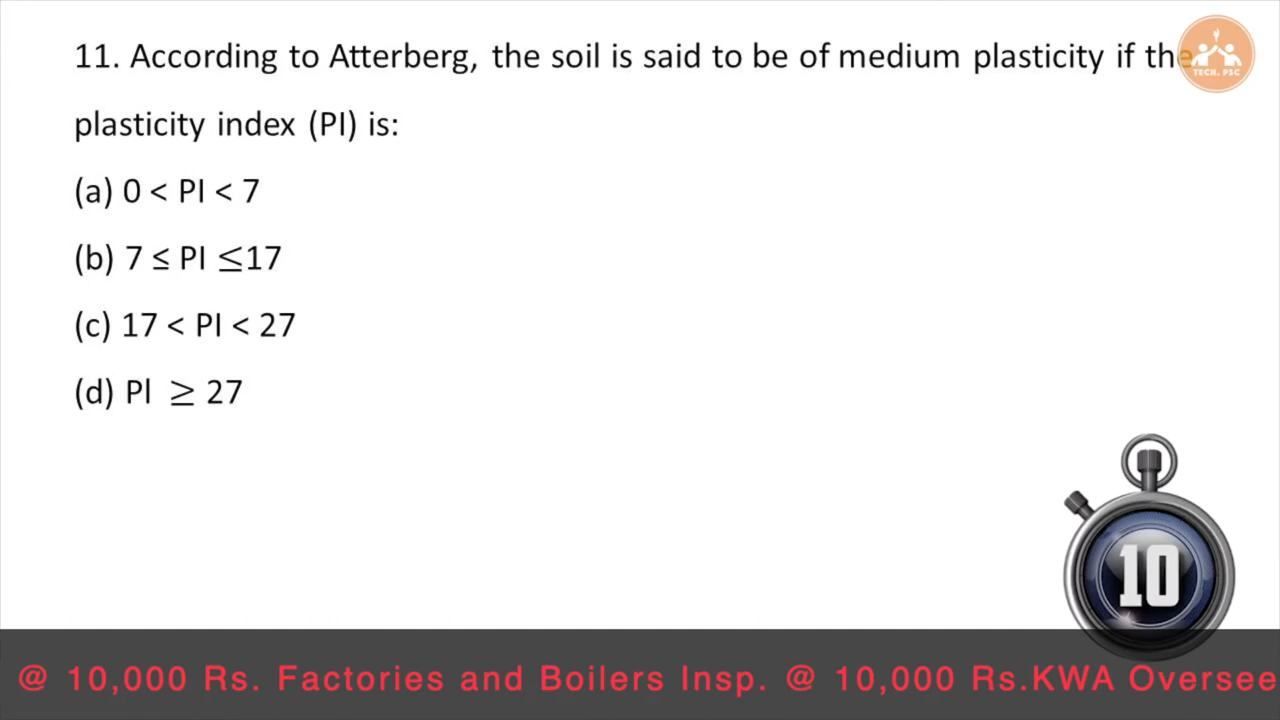 11. According to Atterberg, the soil is said to be of medium plasticity if the
TECH. PSC
plasticity index (PI) is:
(a) 0 < PI < 7
(b) 7 ≤ PI ≤17
(c) 17 < PI < 27
(d) Pl ≥ 27
10
@ 10,000 Rs. Factories and Boilers Insp. @ 10,000 Rs.KWA Oversee